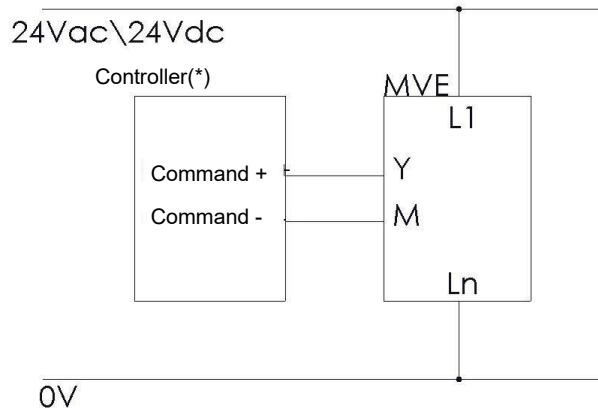 24Vac\24Vdc
Controller(*)
MVE
L1
Command + Y
Command - M
Ln
0V